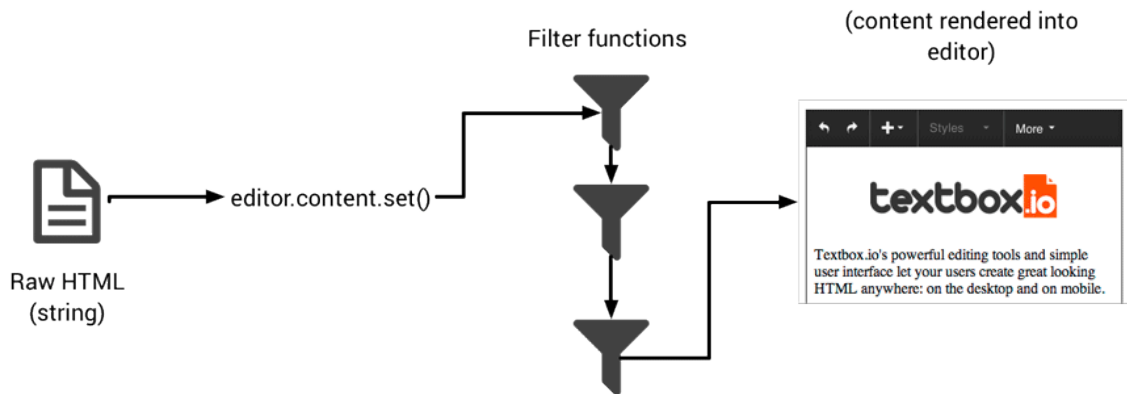 Raw HTML
(string)
editor.content.set()
Filter functions
(content rendered into
editor)
Styles
More
textbox.io
Textbox.io's powerful editing tools and simple
user interface let your users create great looking
HTML anywhere: on the desktop and on mobile.